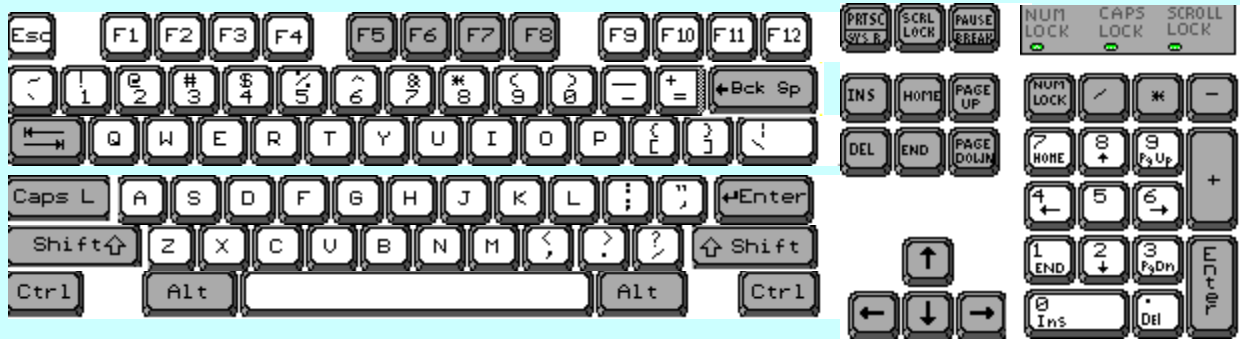 Esc F1 F2 F3 F4 F5 F6 F7 F8 F9 F10 F11 F12
~ ! @ # $ % ^ & * ( ) — +
` 1 2 3 4 5 6 7 8 9 0 - = ←Bck Sp
Q W E R T Y U I O P { } ¦
[ ] \
Caps L A S D F G H J K L : " ↵Enter
; ,
Shift⇧ Z X C V B N M < > ? ⇧ Shift
, . /
Ctrl Alt Alt Ctrl
PRTSC SCRL PAUSE
SYS R LOCK BREAK
INS HOME PAGE
UP
DEL END PAGE
DOWN
↑
← ↓ →
NUM CAPS SCROLL
LOCK LOCK LOCK
NUM / * -
LOCK
7 8 9
HOME ↑ PgUp
+
4 5 6
← →
1 2 3
END ↓ PgDn
Enter
0 .
Ins Del